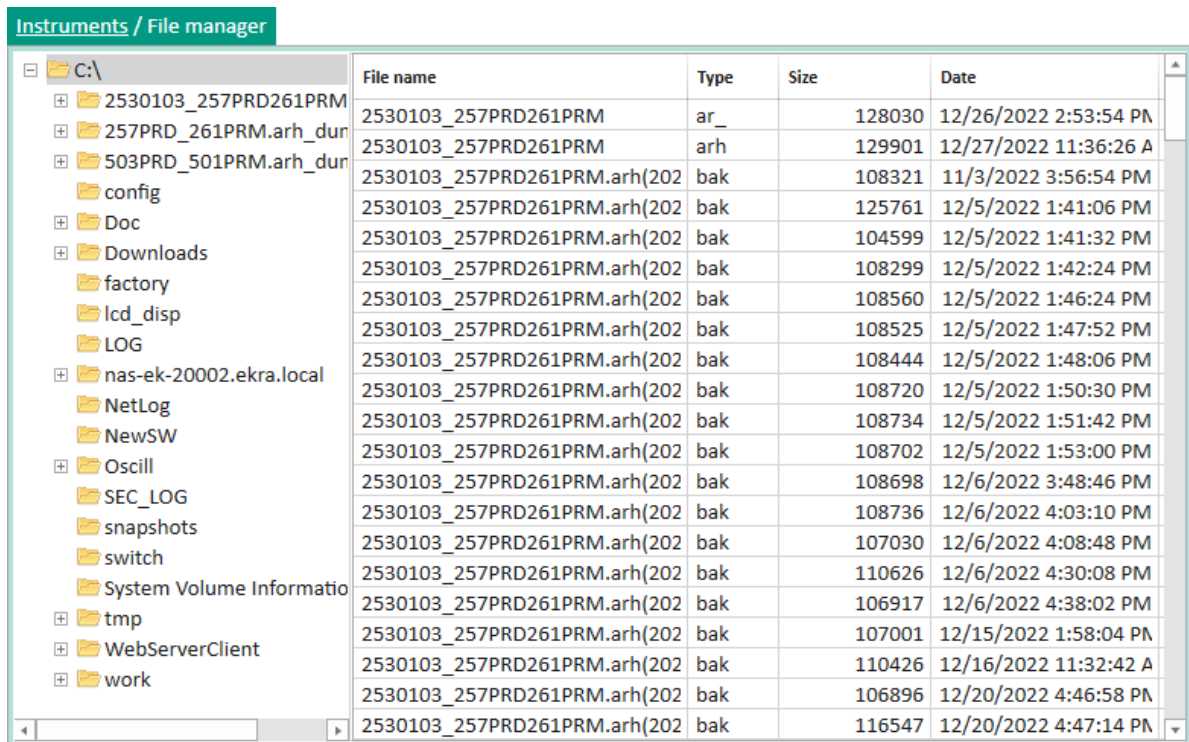 Instruments / File manager
C:\
2530103_257PRD261PRM
257PRD_261PRM.arh_dun
503PRD_501PRM.arh_dun
config
Doc
Downloads
factory
lcd_disp
LOG
nas-ek-20002.ekra.local
NetLog
NewSW
Oscill
SEC_LOG
snapshots
switch
System Volume Informatio
tmp
WebServerClient
work
File name Type Size Date
2530103_257PRD261PRM ar_ 128030 12/26/2022 2:53:54 PM
2530103_257PRD261PRM arh 129901 12/27/2022 11:36:26 A
2530103_257PRD261PRM.arh(202 bak 108321 11/3/2022 3:56:54 PM
2530103_257PRD261PRM.arh(202 bak 125761 12/5/2022 1:41:06 PM
2530103_257PRD261PRM.arh(202 bak 104599 12/5/2022 1:41:32 PM
2530103_257PRD261PRM.arh(202 bak 108299 12/5/2022 1:42:24 PM
2530103_257PRD261PRM.arh(202 bak 108560 12/5/2022 1:46:24 PM
2530103_257PRD261PRM.arh(202 bak 108525 12/5/2022 1:47:52 PM
2530103_257PRD261PRM.arh(202 bak 108444 12/5/2022 1:48:06 PM
2530103_257PRD261PRM.arh(202 bak 108720 12/5/2022 1:50:30 PM
2530103_257PRD261PRM.arh(202 bak 108734 12/5/2022 1:51:42 PM
2530103_257PRD261PRM.arh(202 bak 108702 12/5/2022 1:53:00 PM
2530103_257PRD261PRM.arh(202 bak 108698 12/6/2022 3:48:46 PM
2530103_257PRD261PRM.arh(202 bak 108736 12/6/2022 4:03:10 PM
2530103_257PRD261PRM.arh(202 bak 107030 12/6/2022 4:08:48 PM
2530103_257PRD261PRM.arh(202 bak 110626 12/6/2022 4:30:08 PM
2530103_257PRD261PRM.arh(202 bak 106917 12/6/2022 4:38:02 PM
2530103_257PRD261PRM.arh(202 bak 107001 12/15/2022 1:58:04 PM
2530103_257PRD261PRM.arh(202 bak 110426 12/16/2022 11:32:42 A
2530103_257PRD261PRM.arh(202 bak 106896 12/20/2022 4:46:58 PM
2530103_257PRD261PRM.arh(202 bak 116547 12/20/2022 4:47:14 PM